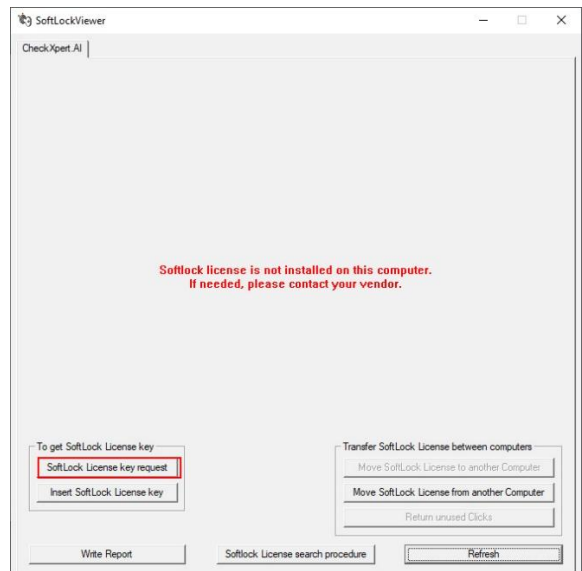 SoftLockViewer
CheckXpert.AI
Softlock license is not installed on this computer.
If needed, please contact your vendor.
To get SoftLock License key
SoftLock License key request
Insert SoftLock License key
Transfer SoftLock License between computers
Move SoftLock License to another Computer
Move SoftLock License from another Computer
Return unused Clicks
Write Report
Softlock License search procedure
Refresh